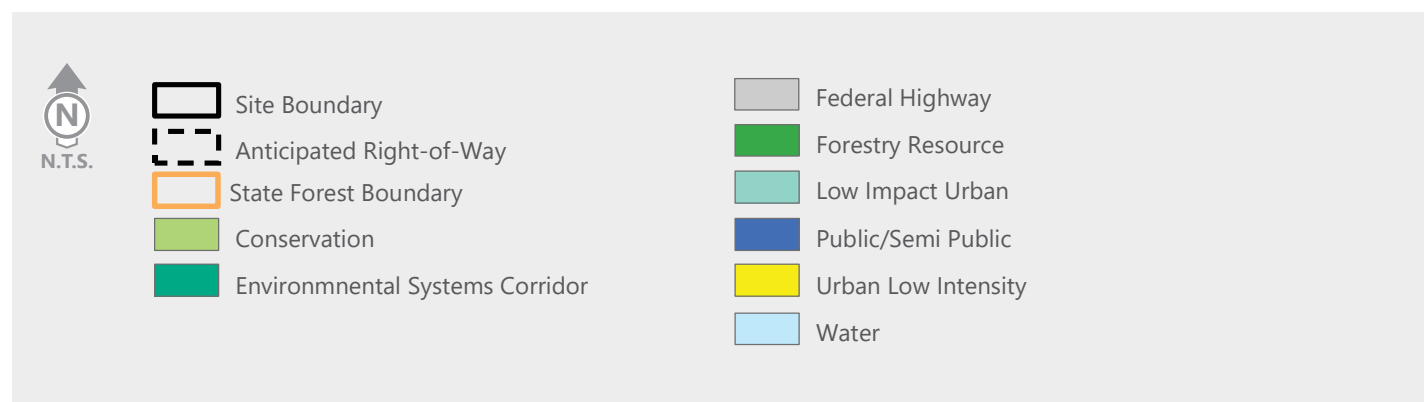 N
N.T.S.
Site Boundary
Anticipated Right-of-Way
State Forest Boundary
Conservation
Environmnental Systems Corridor
Federal Highway
Forestry Resource
Low Impact Urban
Public/Semi Public
Urban Low Intensity
Water